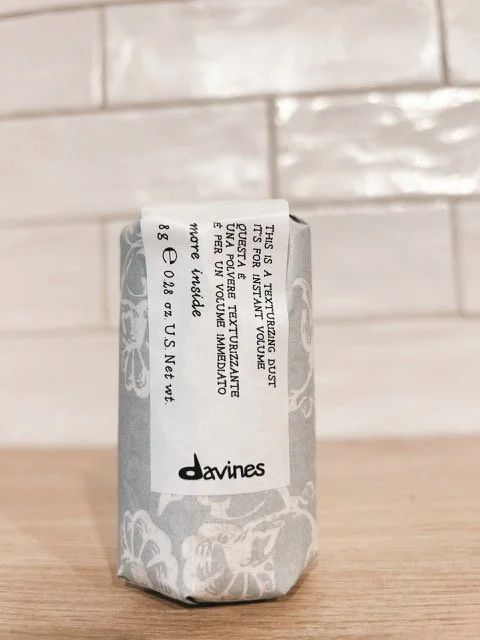 THIS IS A TEXTURIZING DUST
IT'S FOR INSTANT VOLUME
QUESTA È
UNA POLVERE TEXTURIZZANTE
È PER UN VOLUME IMMEDIATO
more inside
8 g ℮ 0.28 oz. U.S. Net wt.
davines